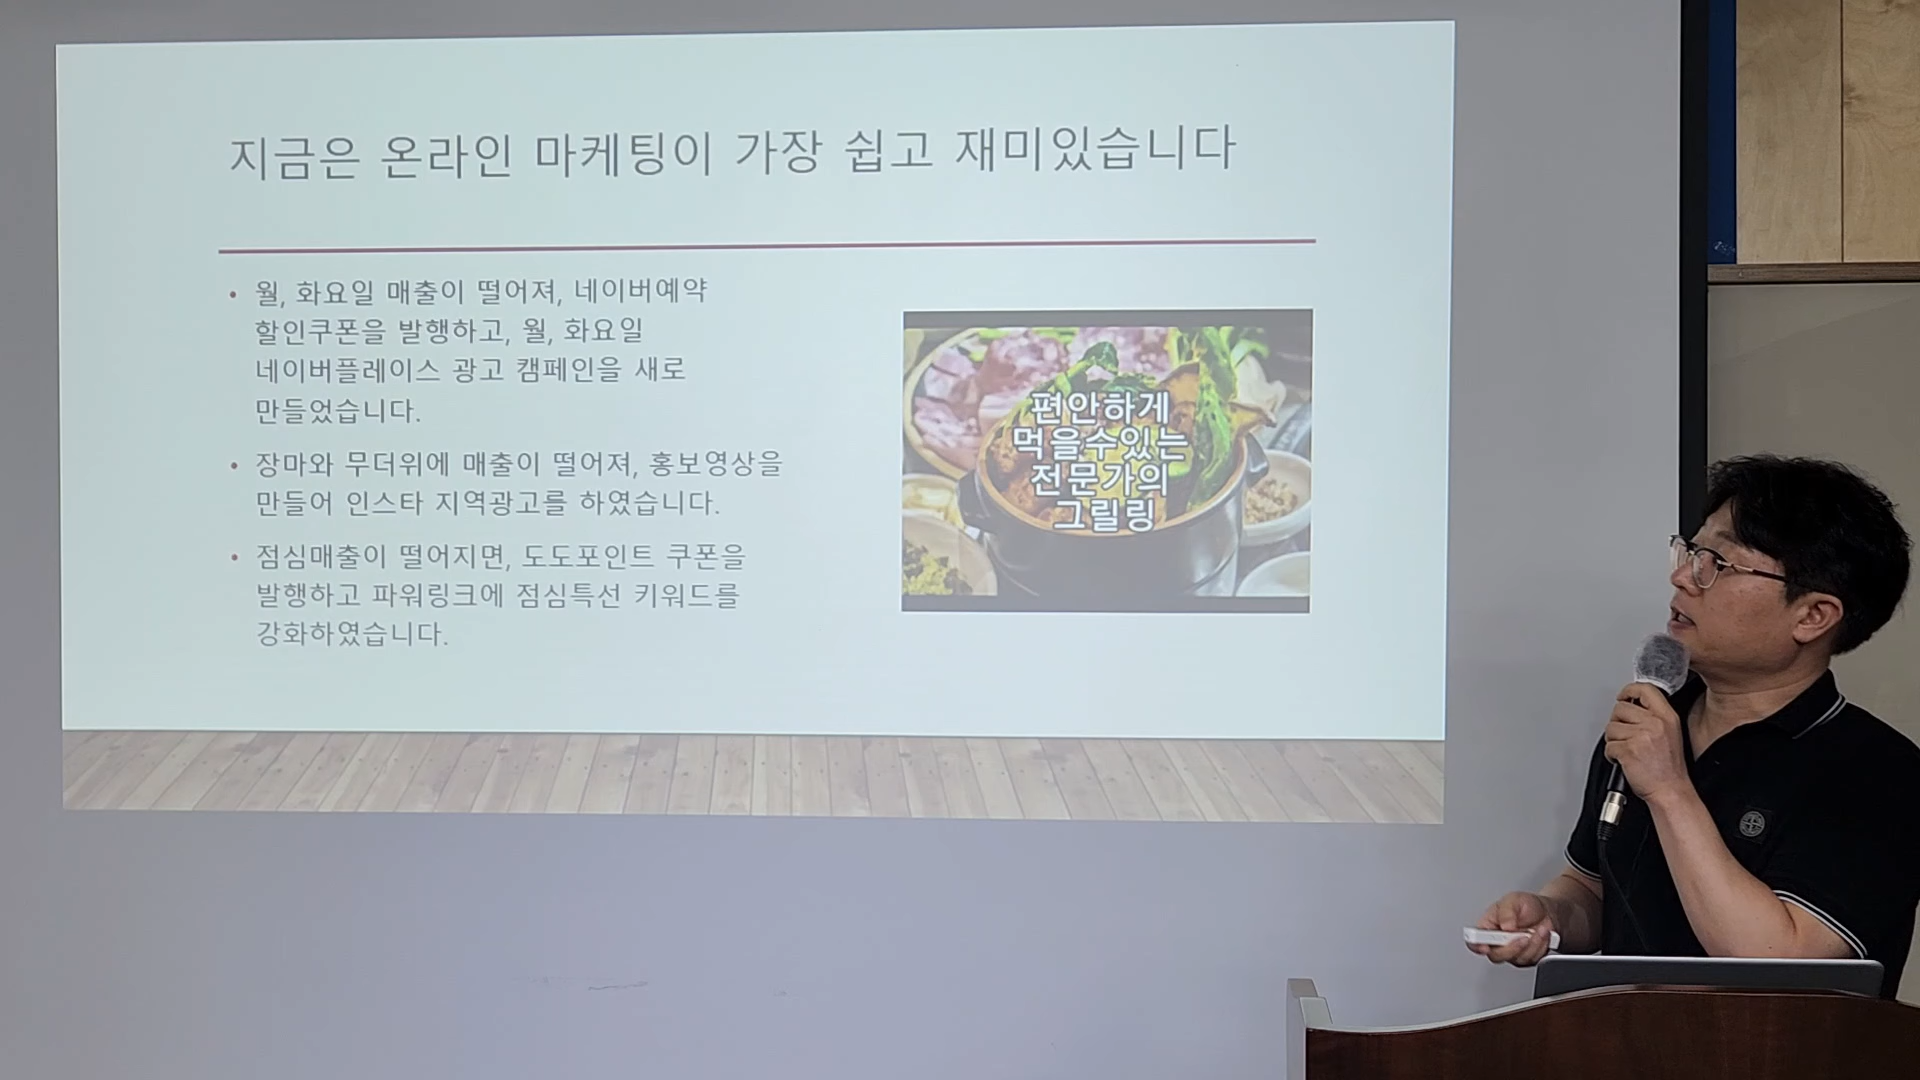 지금은 온라인 마케팅이 가장 쉽고 재미있습니다
• 월, 화요일 매출이 떨어져, 네이버예약
할인쿠폰을 발행하고, 월, 화요일
네이버플레이스 광고 캠페인을 새로
만들었습니다.
• 장마와 무더위에 매출이 떨어져, 홍보영상을
만들어 인스타 지역광고를 하였습니다.
• 점심매출이 떨어지면, 도도포인트 쿠폰을
발행하고 파워링크에 점심특선 키워드를
강화하였습니다.
편안하게
먹을수있는
전문가의
그릴링